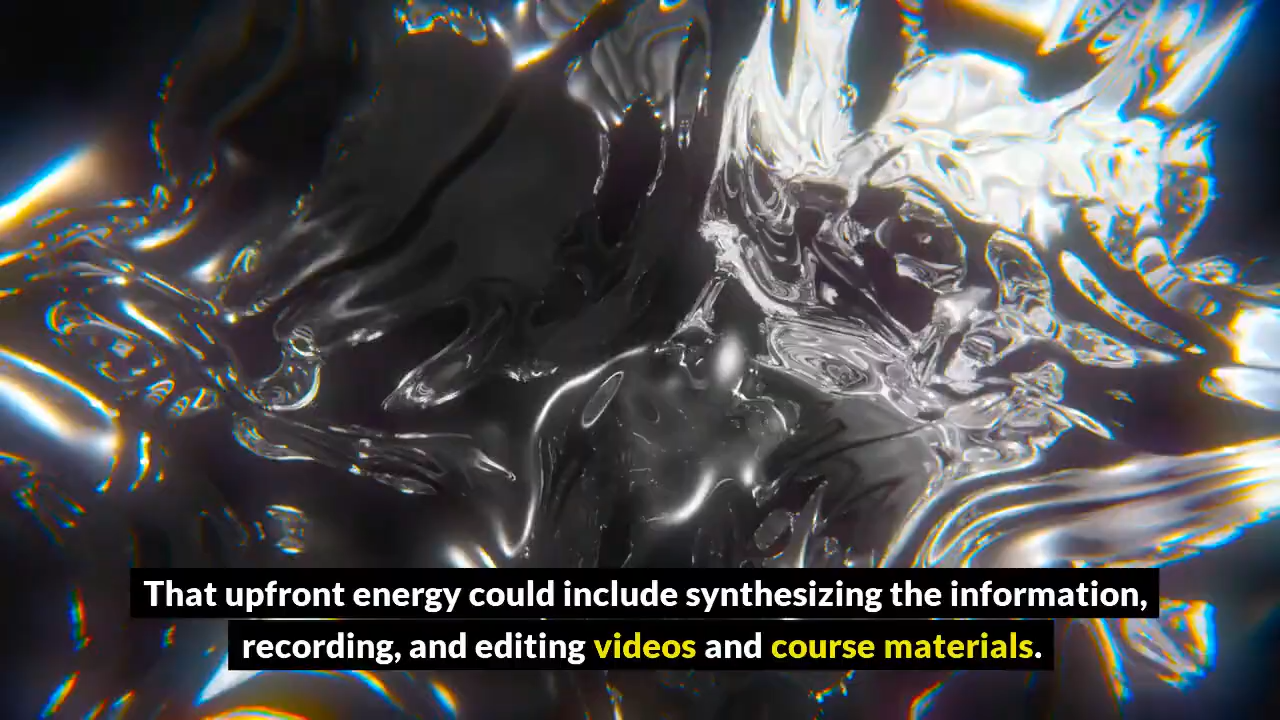 That upfront energy could include synthesizing the information,
recording, and editing videos and course materials.